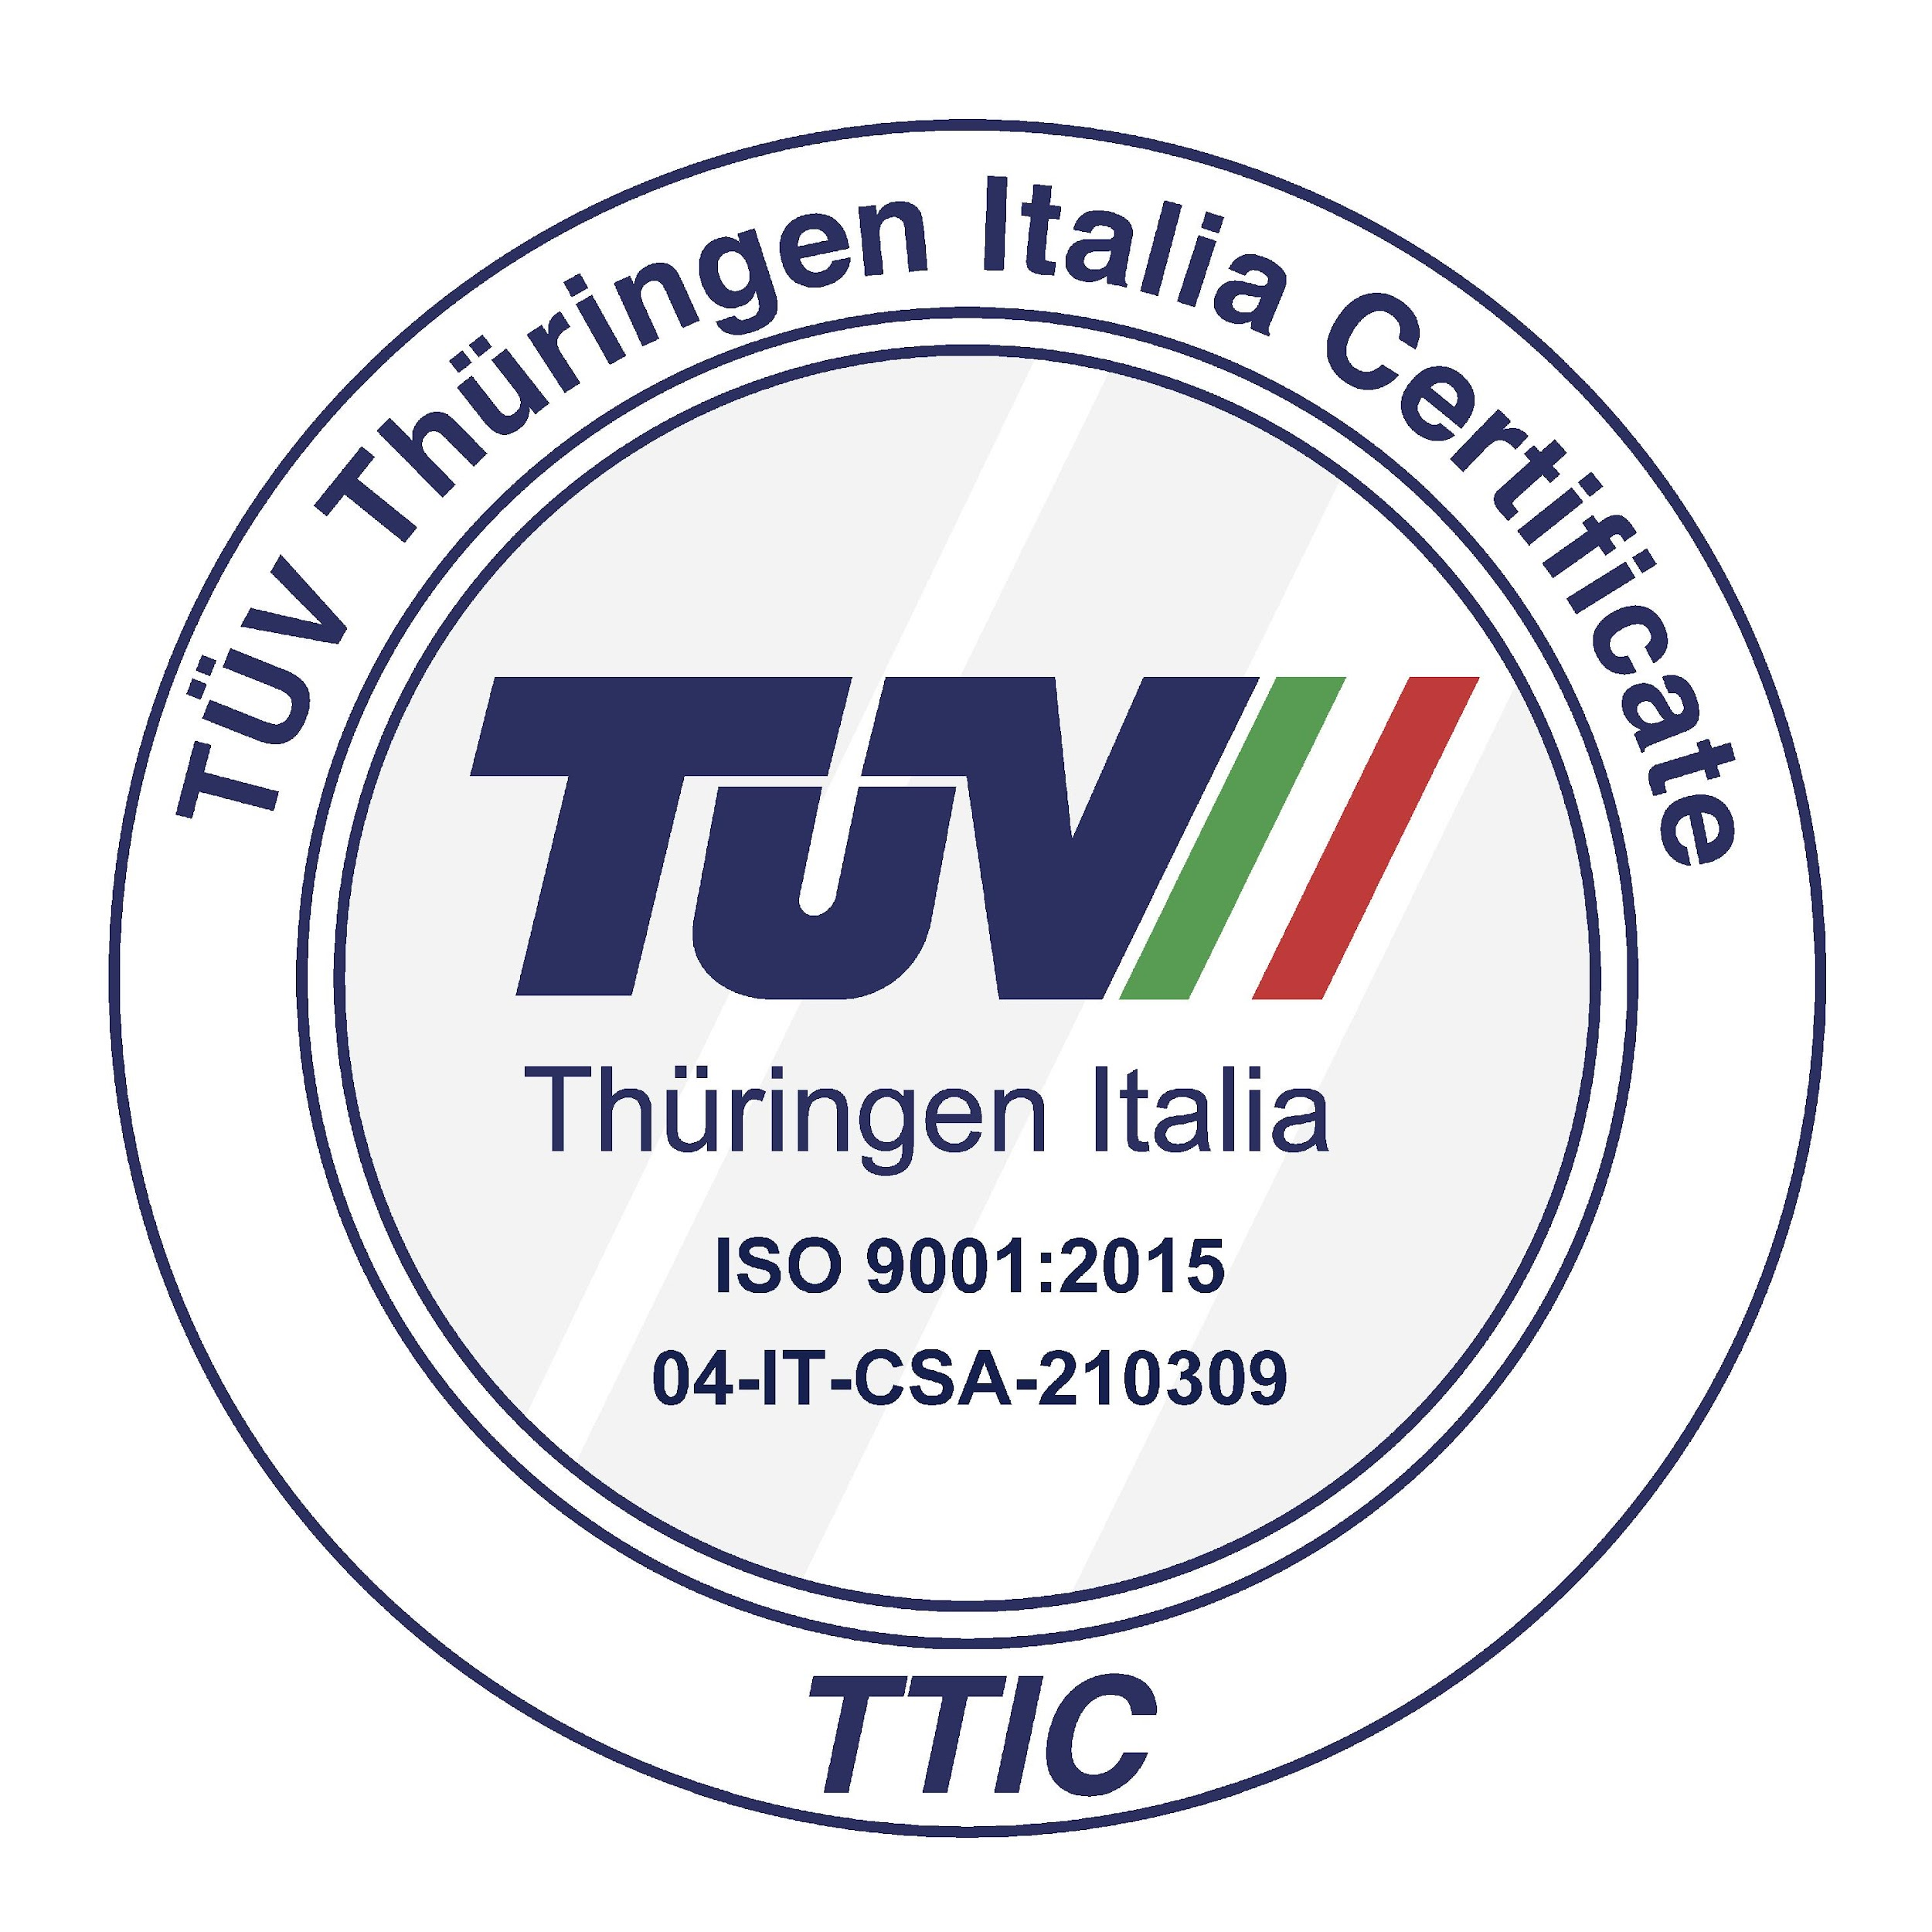 TÜV Thüringen Italia Certificate
TÜV
Thüringen Italia
ISO 9001:2015
04-IT-CSA-210309
TTIC